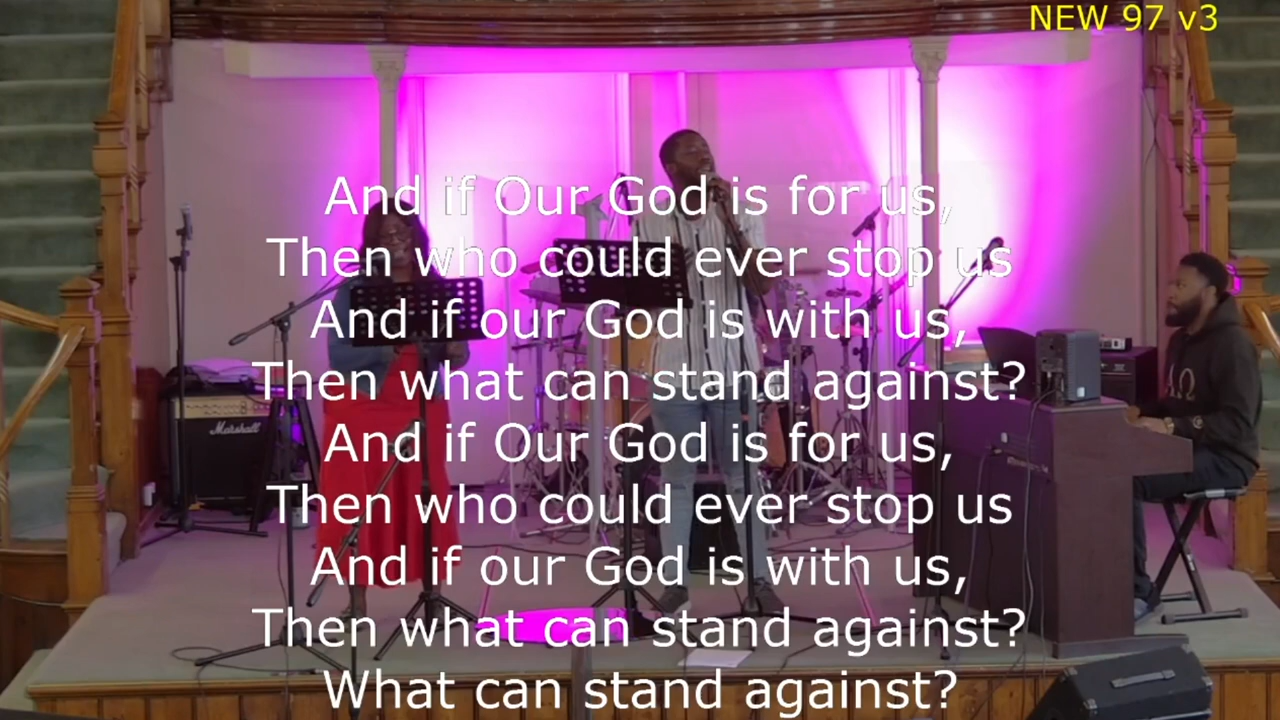 NEW 97 v3
And if Our God is for us,
Then who could ever stop us
And if our God is with us,
Then what can stand against?
And if Our God is for us,
Then who could ever stop us
And if our God is with us,
Then what can stand against?
What can stand against?
Marshall
ΑΩ